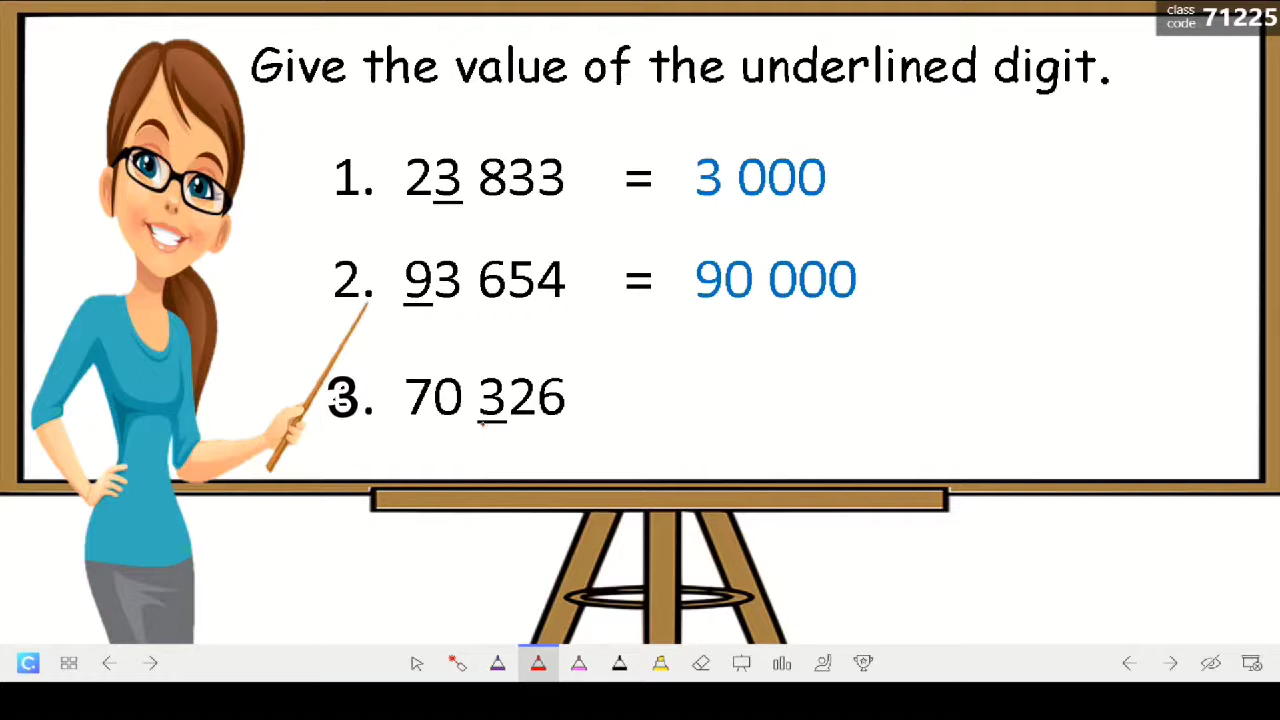 class code 71225
Give the value of the underlined digit.
1. 23 833 = 3 000
2. 93 654 = 90 000
3. 70 326